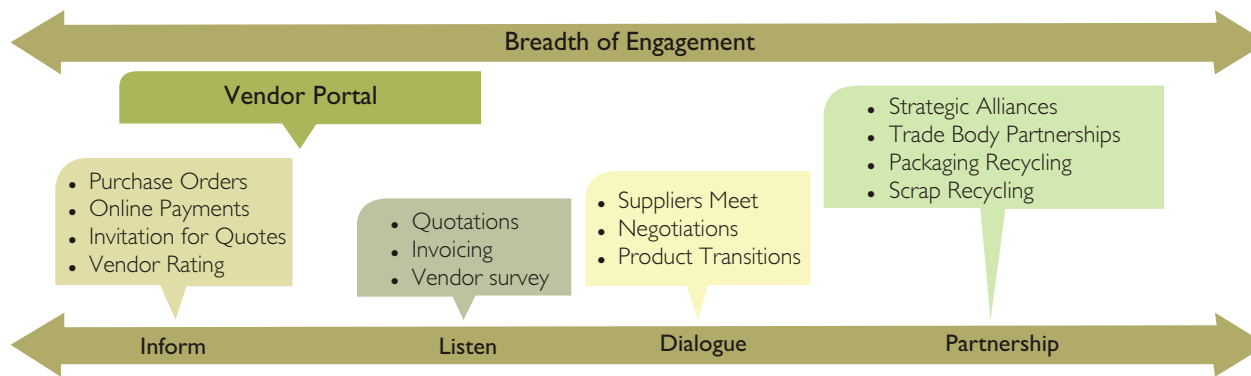 Breadth of Engagement
Vendor Portal
• Purchase Orders
• Online Payments
• Invitation for Quotes
• Vendor Rating
• Quotations
• Invoicing
• Vendor survey
• Suppliers Meet
• Negotiations
• Product Transitions
• Strategic Alliances
• Trade Body Partnerships
• Packaging Recycling
• Scrap Recycling
Inform
Listen
Dialogue
Partnership